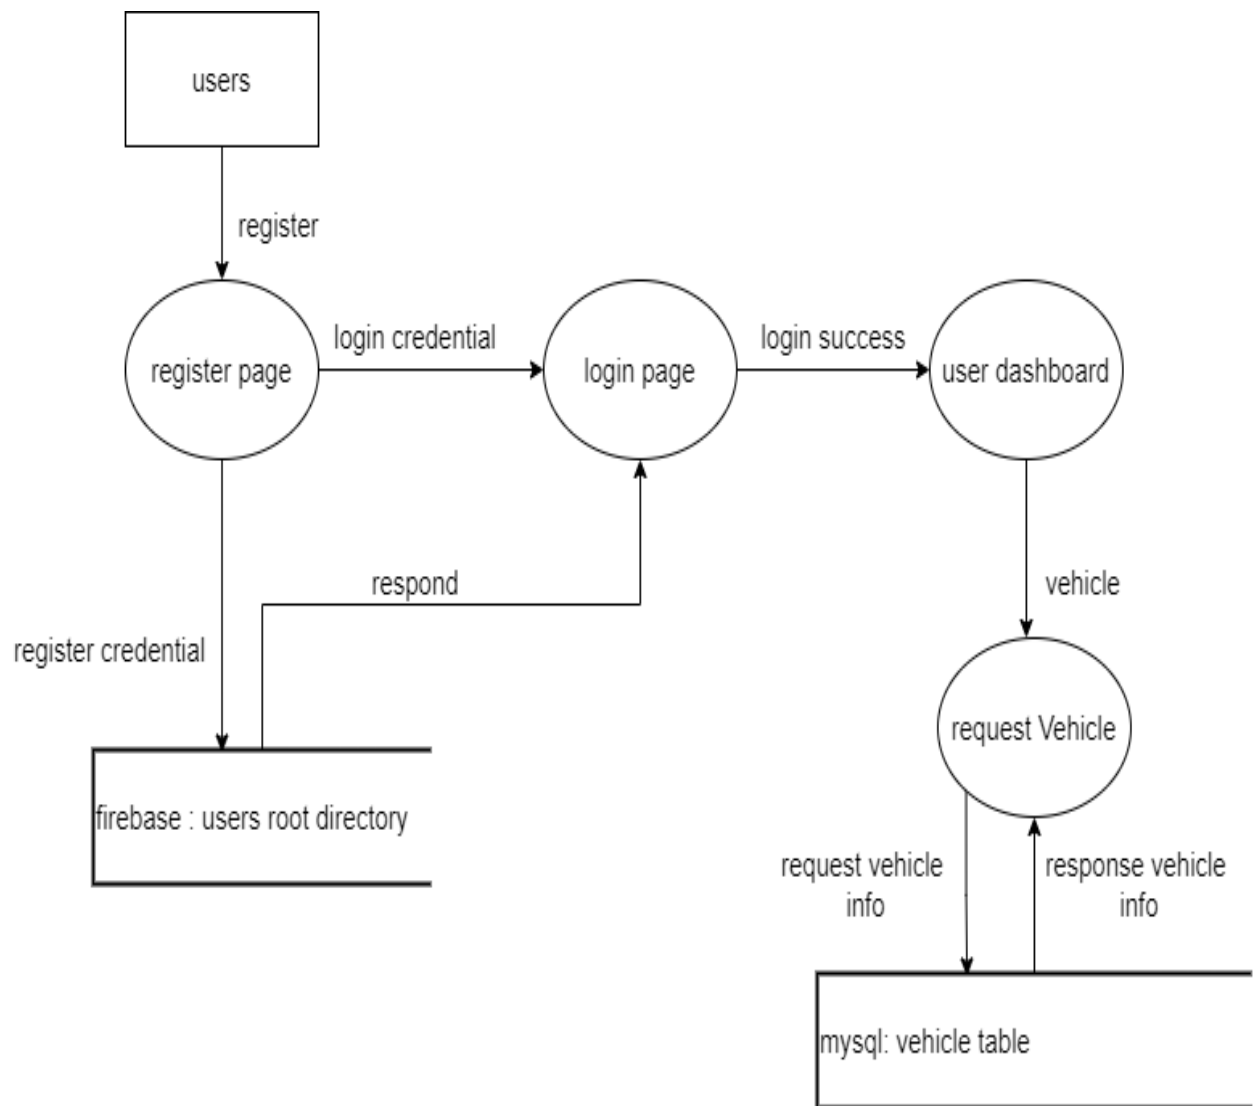 users
register
login credential
login success
register page
login page
user dashboard
respond
vehicle
register credential
request Vehicle
firebase : users root directory
request vehicle
info
response vehicle
info
mysql: vehicle table